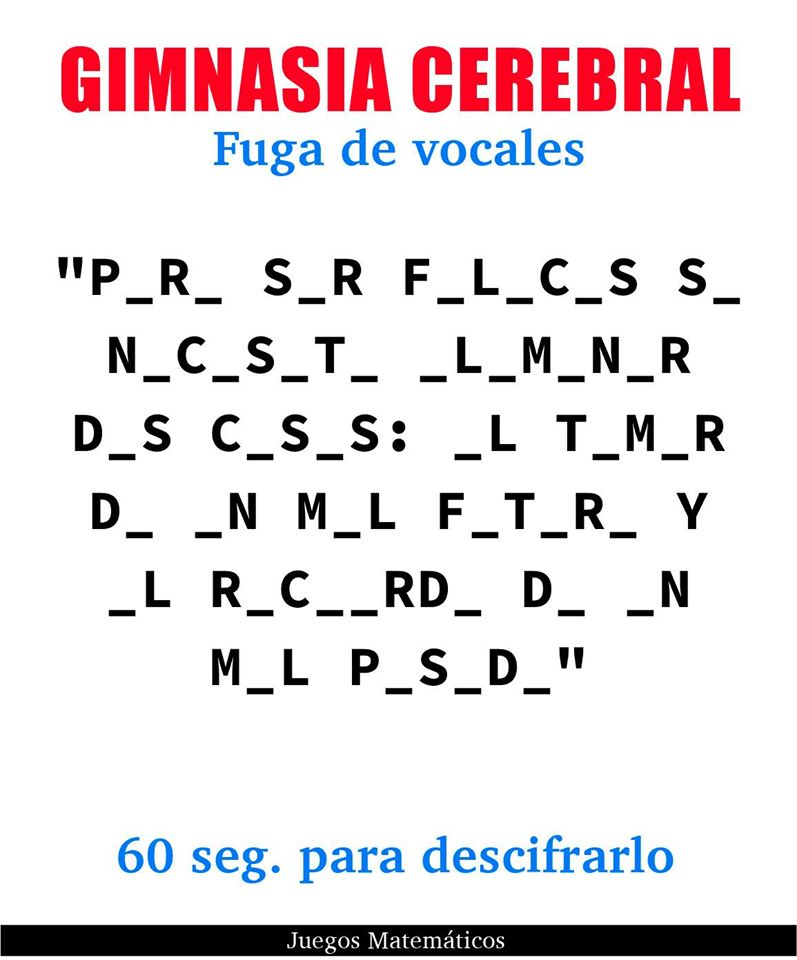 GIMNASIA CEREBRAL
Fuga de vocales
"P_R_ S_R F_L_C_S S_
N_C_S_T_ _L_M_N_R
D_S C_S_S: _L T_M_R
D_ _N M_L F_T_R_ Y
_L R_C__RD_ D_ _N
M_L P_S_D_"
60 seg. para descifrarlo
Juegos Matemáticos